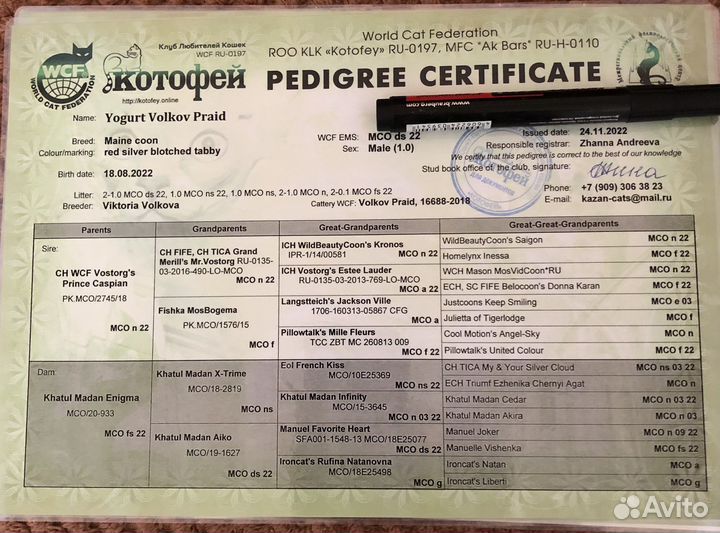 World Cat Federation
Клуб Любителей Кошек
WCF RU-0197
ROO KLK «Kotofey» RU-0197, MFC "Ak Bars" RU-H-0110
WCF
WORLD CAT FEDERATION
КОТОФЕЙ
PEDIGREE CERTIFICATE
http://kotofey.online
www.brauberg.com
Name: Yogurt Volkov Praid
Breed: Maine coon
WCF EMS: MCO ds 22
Issued date: 24.11.2022
Colour/marking: red silver blotched tabby
Sex: Male (1.0)
Responsible registrar: Zhanna Andreeva
We certify that this pedigree is correct to the best of our knowledge
Birth date: 18.08.2022
Stud book office of. the club, signature:
Litter: 2-1.0 MCO ds 22, 1.0 MCO ns, 2-1.0 MCO n, 2-0.1 MCO fs 22
Phone: +7 (909) 306 38 23
Breeder: Viktoria Volkova
Cattery WCF: Volkov Praid, 16688-2018
E-mail: kazan-cats@mail.ru
Котофей
для документов
Parents
Grandparents
Great-Grandparents
Great-Great-Grandparents
Sire:
CH WCF Vostorg's
Prince Caspian
PK.MCO/2745/18
MCO n 22
CH FIFE, CH TICA Grand
Merill's Mr.Vostorg RU-0135-
03-2016-490-LO-MCO
MCO n 22
Fishka MosBogema
PK.MCO/1576/15
MCO f
ICH WildBeautyCoon's Kronos
IPR-1/14/00581
MCO n 22
ICH Vostorg's Estee Lauder
RU-0135-03-2013-769-LO-MCO
MCO a 22
Langstteich's Jackson Ville
1706-160313-05867 CFG
MCO a
Pillowtalk's Mille Fleurs
TCC ZBT MC 260813 009
MCO f 22
WildBeautyCoon's Saigon MCO n 22
Homelynx Inessa MCO f 22
WCH Mason MosVidCoon*RU MCO n 22
ECH, SC FIFE Belocoon's Donna Karan MCO f 22
Justcoons Keep Smiling MCO e 03
Julietta of Tigerlodge MCO f
Cool Motion's Angel-Sky MCO n
Pillowtalk's United Colour MCO f 22
Dam:
Khatul Madan Enigma
MCO/20-933
MCO fs 22
Khatul Madan X-Trime
MCO/18-2819
MCO ns
Khatul Madan Aiko
MCO/19-1627
MCO ds 22
Eol French Kiss
MCO/10E25369
MCO ns 22
Khatul Madan Infinity
MCO/15-3645
MCO n 03 22
Manuel Favorite Heart
SFA001-1548-13 MCO/18E25077
MCO ds 22
Ironcat's Rufina Natanovna
MCO/18E25498
MCO g
CH TICA My & Your Silver Cloud MCO ns 03 22
ECH Triumf Ezhenika Chernyi Agat MCO n
Khatul Madan Cedar MCO n 03 22
Khatul Madan Akira MCO n 03
Manuel Joker MCO n 09 22
Manuelle Vishenka MCO fs 22
Ironcat's Natan MCO a
Ironcat's Liberti MCO g
Avito